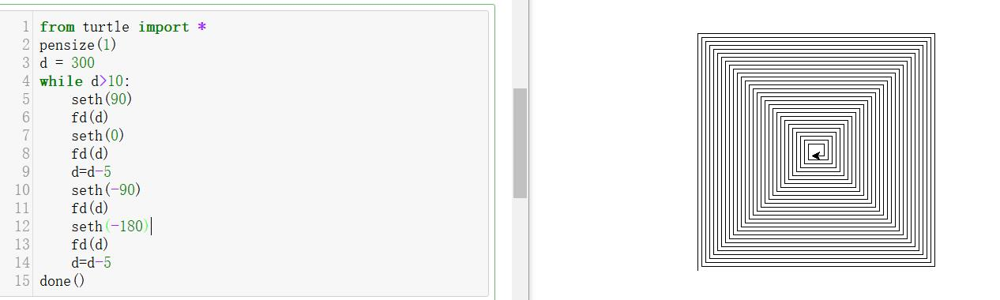 1 from turtle import *
2 pensize(1)
3 d = 300
4 while d>10:
5     seth(90)
6     fd(d)
7     seth(0)
8     fd(d)
9     d=d-5
10     seth(-90)
11     fd(d)
12     seth(-180)
13     fd(d)
14     d=d-5
15 done()